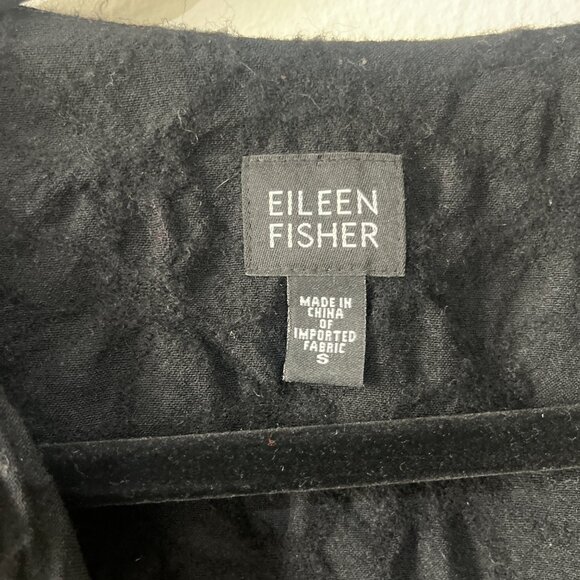 EILEEN
FISHER
MADE IN
CHINA
OF
IMPORTED
FABRIC
S